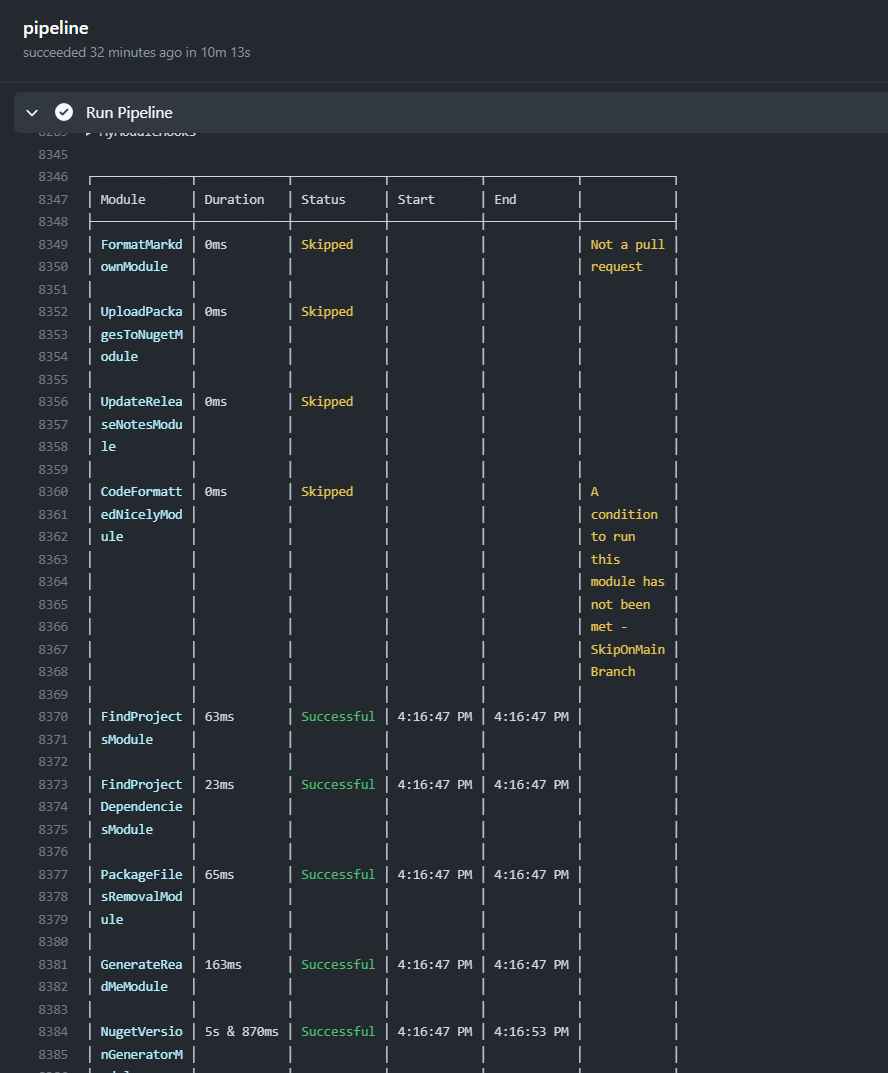 pipeline
succeeded 32 minutes ago in 10m 13s
Run Pipeline
8345
8346
8347 Module Duration Status Start End
8348
8349 FormatMarkd 0ms Skipped Not a pull
8350 ownModule request
8351
8352 UploadPacka 0ms Skipped
8353 gesToNugetM
8354 odule
8355
8356 UpdateRelea 0ms Skipped
8357 seNotesModu
8358 le
8359
8360 CodeFormatt 0ms Skipped A
8361 edNicelyMod condition
8362 ule to run
8363 this
8364 module has
8365 not been
8366 met -
8367 SkipOnMain
8368 Branch
8369
8370 FindProject 63ms Successful 4:16:47 PM 4:16:47 PM
8371 sModule
8372
8373 FindProject 23ms Successful 4:16:47 PM 4:16:47 PM
8374 Dependencie
8375 sModule
8376
8377 PackageFile 65ms Successful 4:16:47 PM 4:16:47 PM
8378 sRemovalMod
8379 ule
8380
8381 GenerateRea 163ms Successful 4:16:47 PM 4:16:47 PM
8382 dMeModule
8383
8384 NugetVersio 5s & 870ms Successful 4:16:47 PM 4:16:53 PM
8385 nGeneratorM